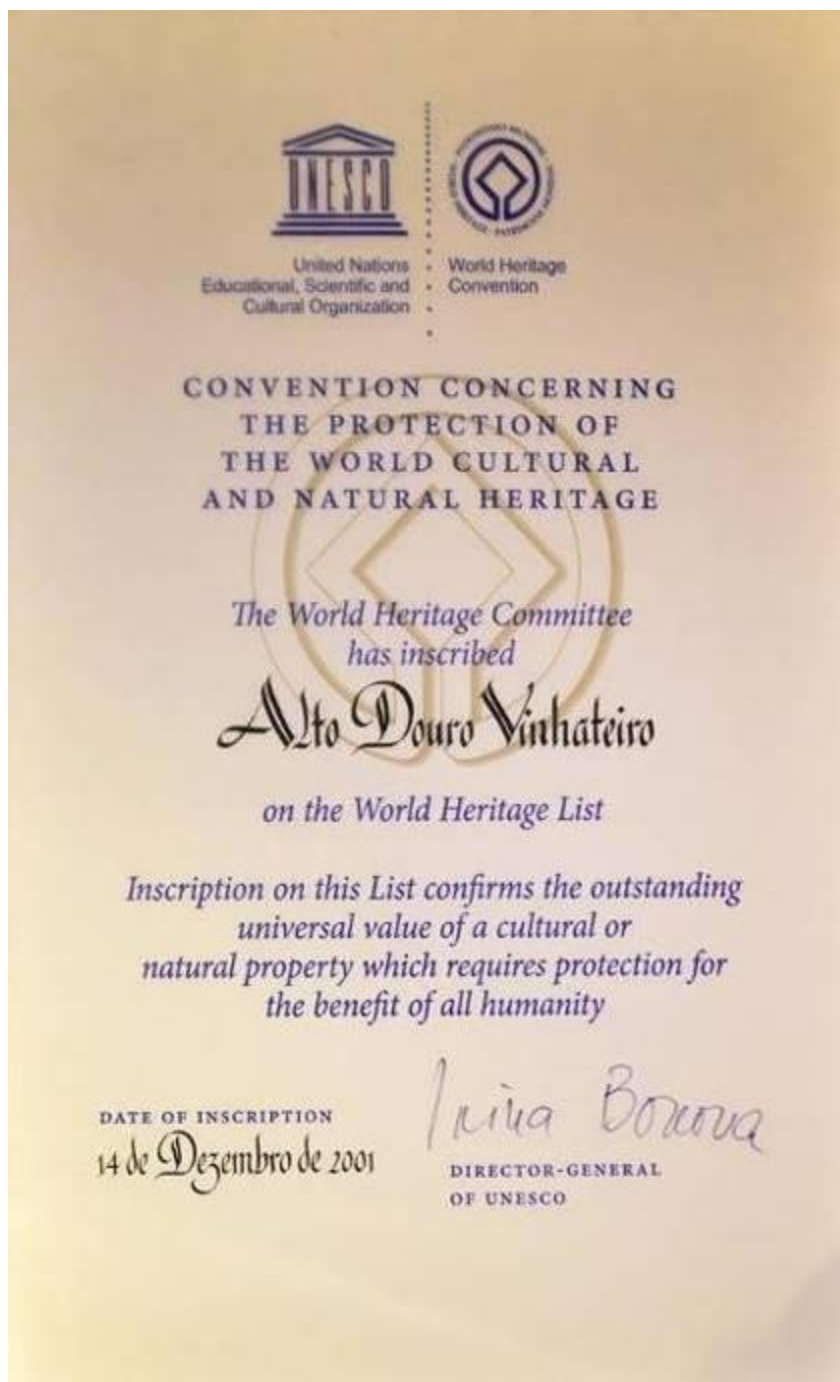 UNESCO
United Nations
Educational, Scientific and
Cultural Organization
World Heritage
Convention
CONVENTION CONCERNING
THE PROTECTION OF
THE WORLD CULTURAL
AND NATURAL HERITAGE
The World Heritage Committee
has inscribed
Alto Douro Vinhateiro
on the World Heritage List
Inscription on this List confirms the outstanding
universal value of a cultural or
natural property which requires protection for
the benefit of all humanity
DATE OF INSCRIPTION
14 de Dezembro de 2001
Irina Bokova
DIRECTOR-GENERAL
OF UNESCO